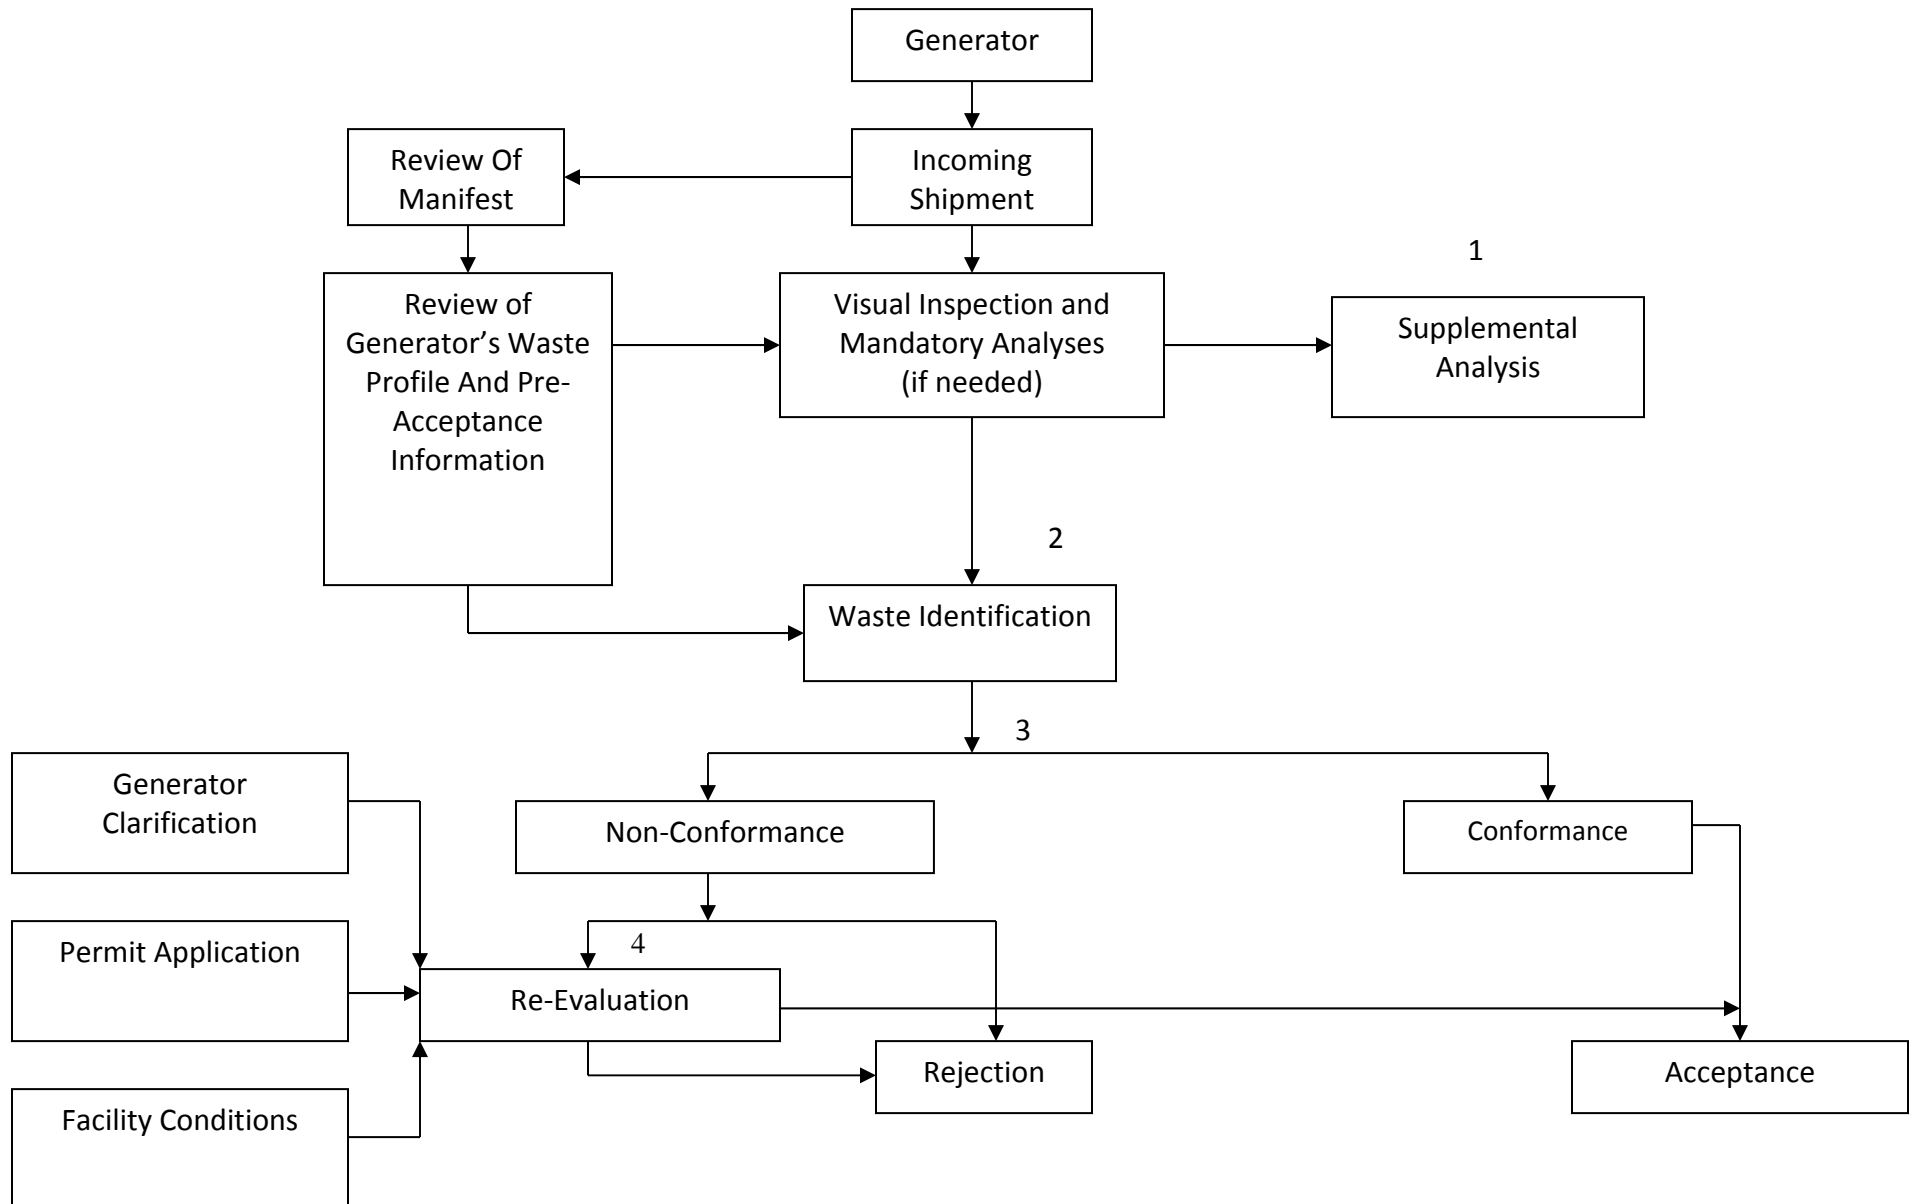 Generator
Review Of
Manifest
Incoming
Shipment
1
Review of
Generator’s Waste
Profile And Pre-
Acceptance
Information
Visual Inspection and
Mandatory Analyses
(if needed)
Supplemental
Analysis
2
Waste Identification
3
Generator
Clarification
Non-Conformance
Conformance
Permit Application
4
Re-Evaluation
Rejection
Acceptance
Facility Conditions